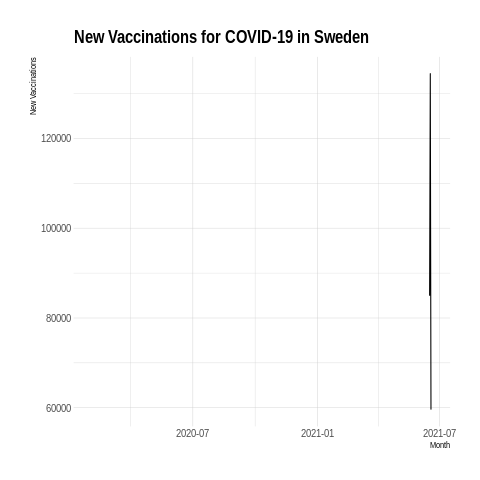 New Vaccinations for COVID-19 in Sweden
New Vaccinations
120000
100000
80000
60000
2020-07
2021-01
2021-07
Month